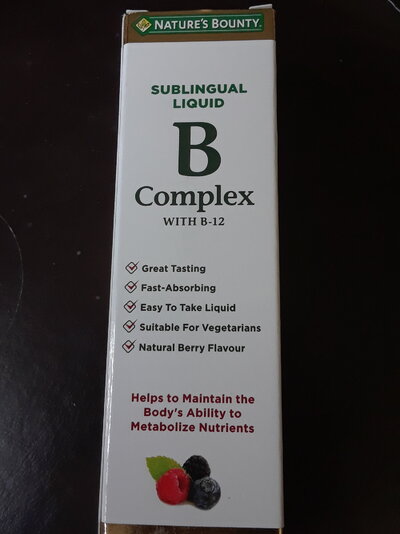 NATURE'S BOUNTY
SUBLINGUAL
LIQUID
B
Complex
WITH B-12
Great Tasting
Fast-Absorbing
Easy To Take Liquid
Suitable For Vegetarians
Natural Berry Flavour
Helps to Maintain the
Body's Ability to
Metabolize Nutrients